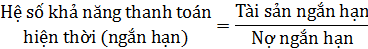 Hệ số khả năng thanh toán
hiện thời (ngắn hạn)
=
Tài sản ngắn hạn
Nợ ngắn hạn